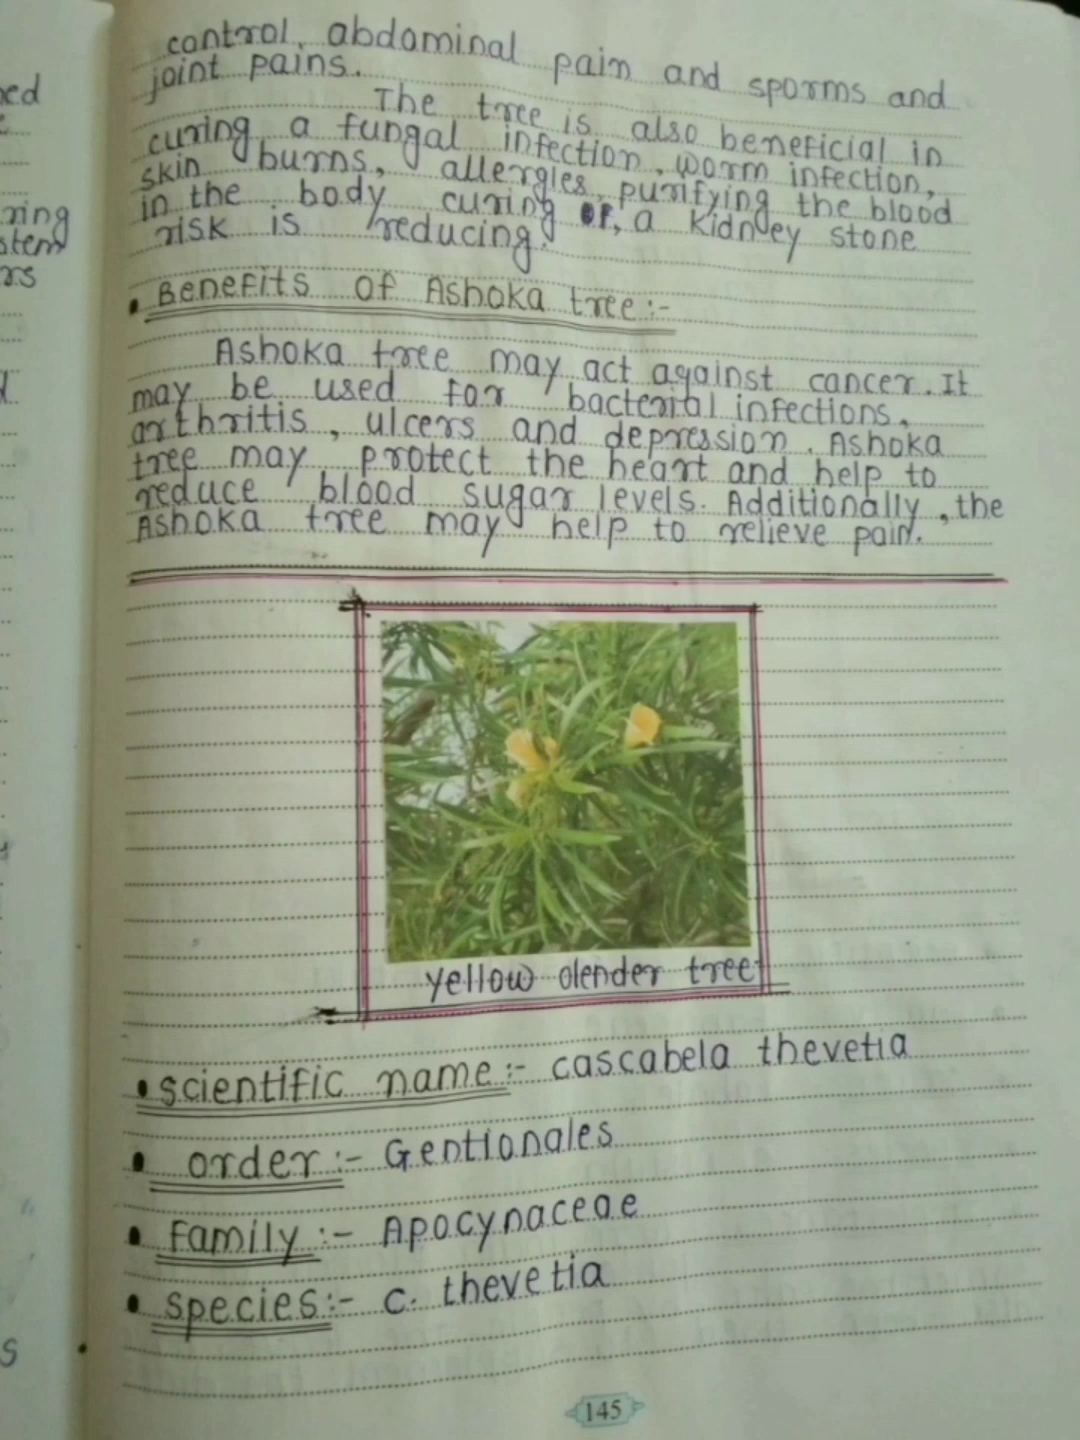 control, abdominal pain and sporms and
joint pains.
The tree is also beneficial in
curing a fungal infection, worm infection,
skin burns, allergies, purifying the blood
in the body curing of, a Kidney stone
risk is reducing.
• Benefits of Ashoka tree :-
Ashoka tree may act against cancer. It
may be used for bacterial infections,
arthritis, ulcers and depression. Ashoka
tree may protect the heart and help to
reduce blood sugar levels. Additionally, the
Ashoka tree may help to relieve pain.
yellow olender tree
• scientific name :- cascabela thevetia
• order :- Gentionales
• Family :- Apocynaceae
• species :- c. thevetia
145